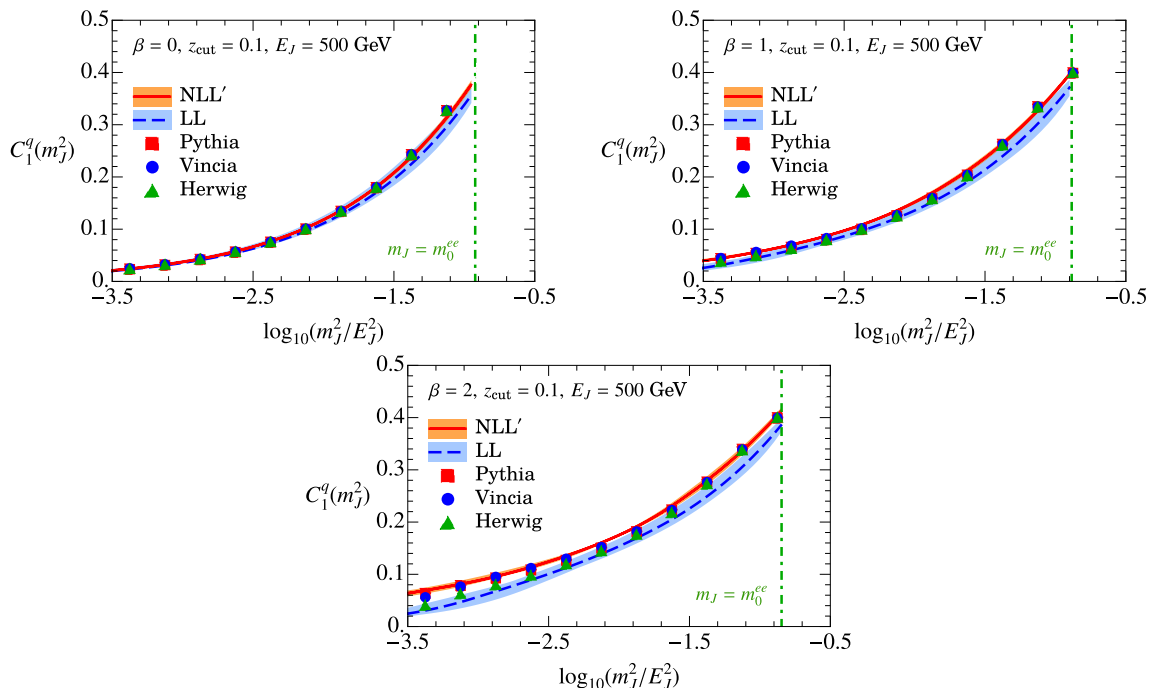 β = 0, z_cut = 0.1, E_J = 500 GeV
NLL′
LL
Pythia
Vincia
Herwig
C_1^q(m_J^2)
m_J = m_0^{ee}
0.5
0.4
0.3
0.2
0.1
0.
−3.5 −2.5 −1.5 −0.5
log_10(m_J^2/E_J^2)
β = 1, z_cut = 0.1, E_J = 500 GeV
NLL′
LL
Pythia
Vincia
Herwig
C_1^q(m_J^2)
m_J = m_0^{ee}
0.5
0.4
0.3
0.2
0.1
0.
−3.5 −2.5 −1.5 −0.5
log_10(m_J^2/E_J^2)
β = 2, z_cut = 0.1, E_J = 500 GeV
NLL′
LL
Pythia
Vincia
Herwig
C_1^q(m_J^2)
m_J = m_0^{ee}
0.5
0.4
0.3
0.2
0.1
0.
−3.5 −2.5 −1.5 −0.5
log_10(m_J^2/E_J^2)